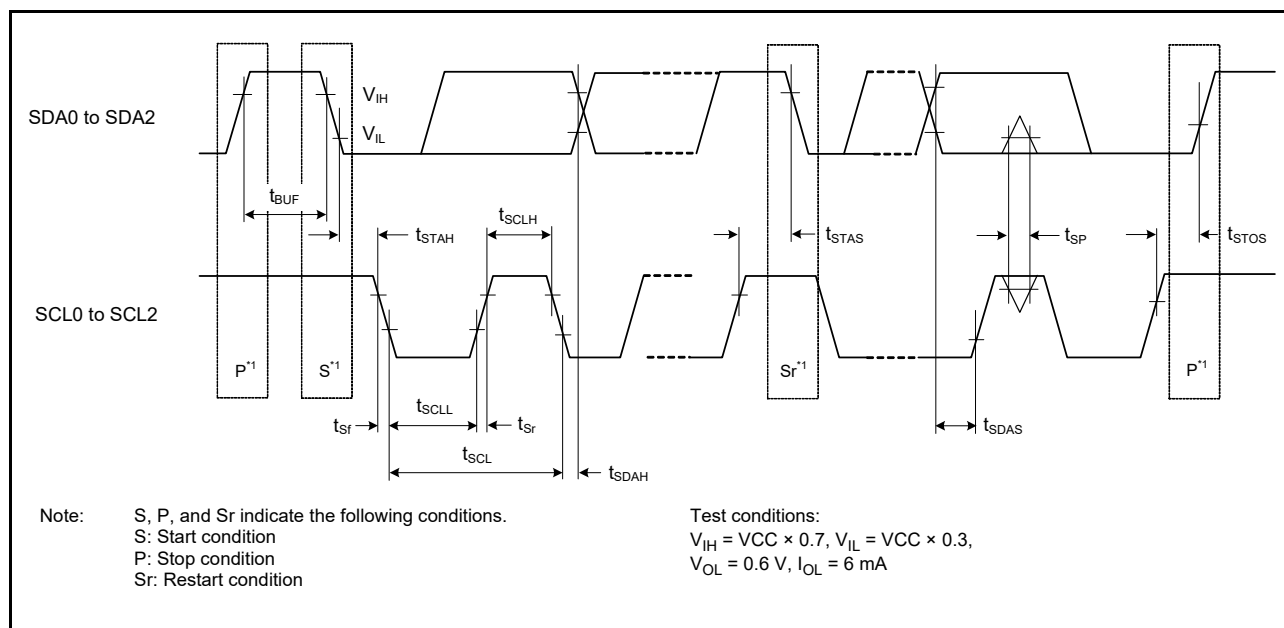 SDA0 to SDA2
VIH
VIL
tBUF
tSTAH
tSCLH
tSTAS
tSP
tSTOS
SCL0 to SCL2
P*1
S*1
Sr*1
P*1
tSf
tSCLL
tSr
tSCL
tSDAH
tSDAS
Note: S, P, and Sr indicate the following conditions.
S: Start condition
P: Stop condition
Sr: Restart condition
Test conditions:
VIH = VCC × 0.7, VIL = VCC × 0.3,
VOL = 0.6 V, IOL = 6 mA